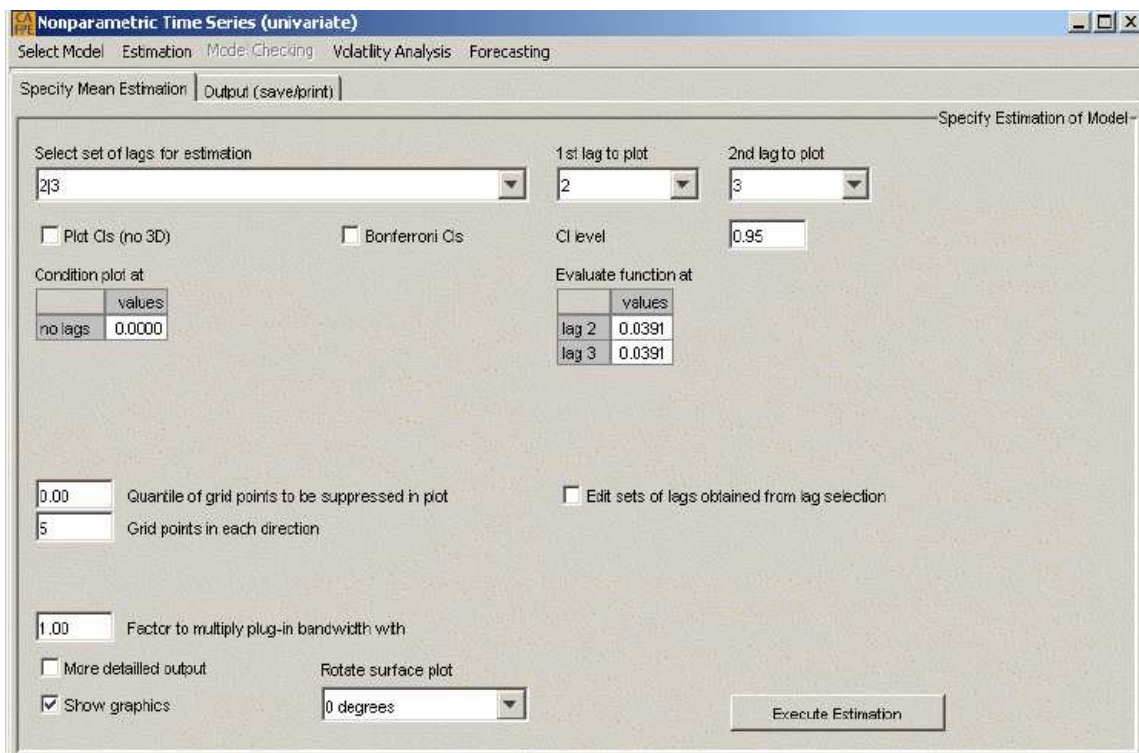 Nonparametric Time Series (univariate)
Select Model Estimation Model Checking Volatility Analysis Forecasting
Specify Mean Estimation Output (save/print)
Specify Estimation of Model
Select set of lags for estimation 1st lag to plot 2nd lag to plot
2|3 2 3
Plot CIs (no 3D) Bonferroni CIs CI level 0.95
Condition plot at Evaluate function at
values values
no lags 0.0000 lag 2 0.0391
lag 3 0.0391
0.00 Quantile of grid points to be suppressed in plot Edit sets of lags obtained from lag selection
5 Grid points in each direction
1.00 Factor to multiply plug-in bandwidth with
More detailled output Rotate surface plot
Show graphics 0 degrees Execute Estimation